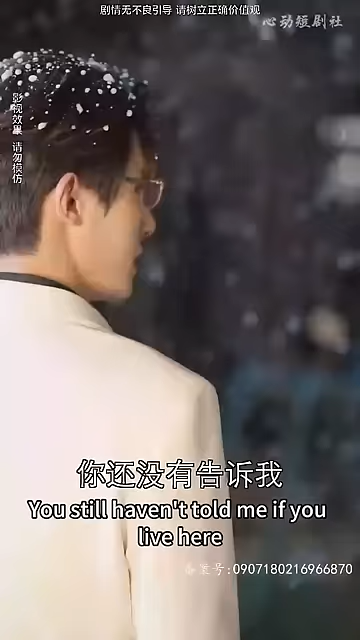 剧情无不良引导 请树立正确价值观
心动短剧社
影视效果 请勿模仿
你还没有告诉我
You still haven't told me if you
live here
备案号:0907180216966870